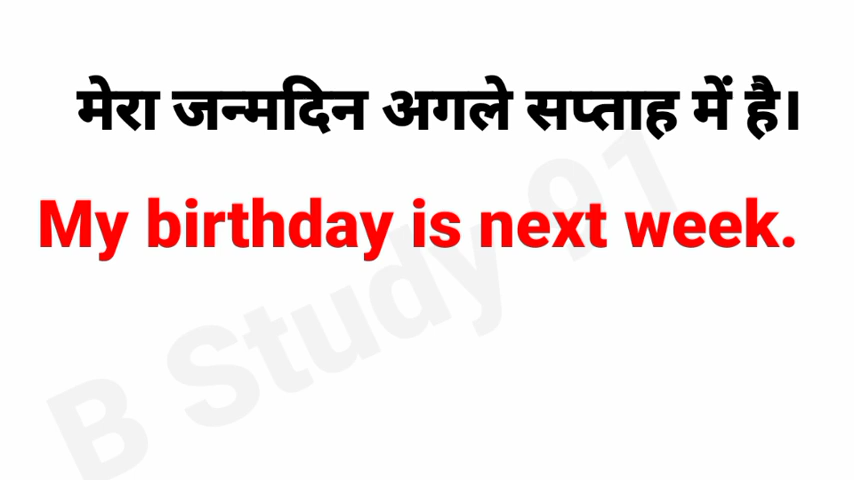 मेरा जन्मदिन अगले सप्ताह में है।
My birthday is next week.
B Study 91